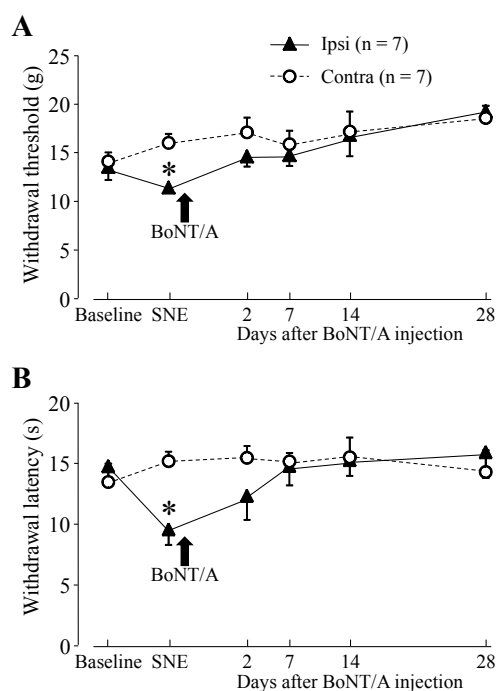 A
Ipsi (n = 7)
Contra (n = 7)
Withdrawal threshold (g)
25
20
15
10
5
0
*
BoNT/A
Baseline SNE 2 7 14 28
Days after BoNT/A injection
B
Withdrawal latency (s)
20
15
10
5
0
*
BoNT/A
Baseline SNE 2 7 14 28
Days after BoNT/A injection